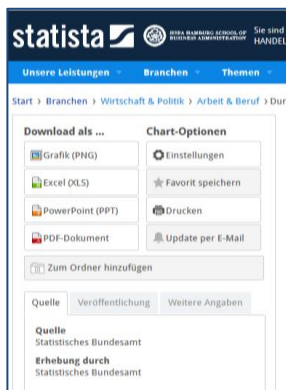 statista
HSBA HAMBURG SCHOOL OF
BUSINESS ADMINISTRATION
Sie sind
HANDEL
Unsere Leistungen Branchen Themen
Start › Branchen › Wirtschaft & Politik › Arbeit & Beruf › Dur
Download als ... Chart-Optionen
Grafik (PNG) Einstellungen
Excel (XLS) Favorit speichern
PowerPoint (PPT) Drucken
PDF-Dokument Update per E-Mail
Zum Ordner hinzufügen
Quelle Veröffentlichung Weitere Angaben
Quelle
Statistisches Bundesamt
Erhebung durch
Statistisches Bundesamt